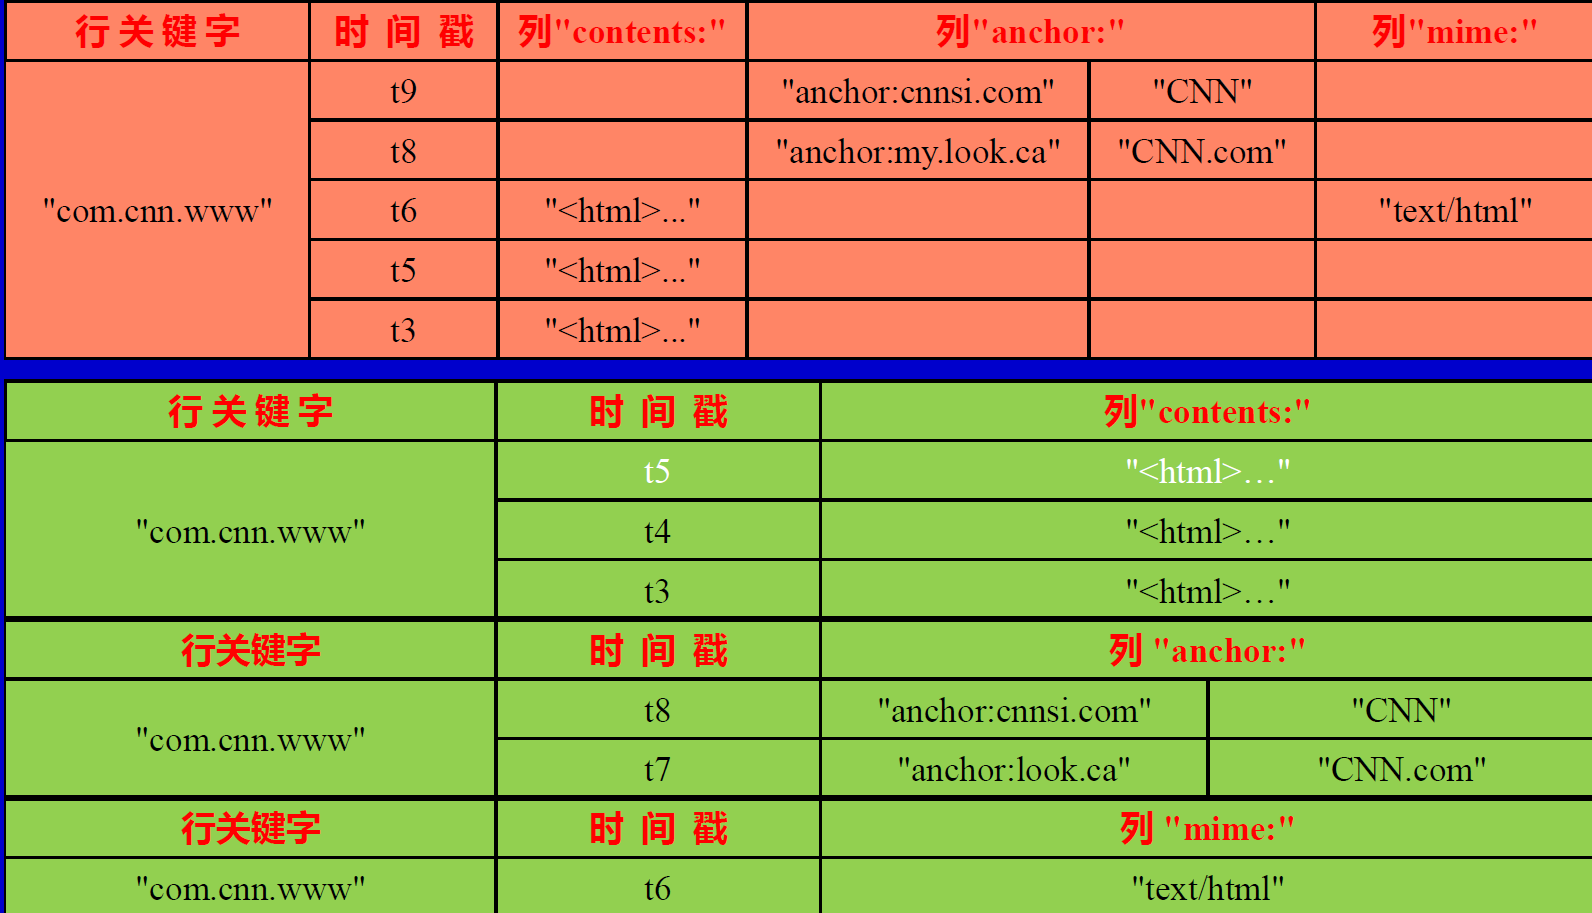 行关键字 时间戳 列"contents:" 列"anchor:" 列"mime:"
t9 "anchor:cnnsi.com" "CNN"
t8 "anchor:my.look.ca" "CNN.com"
"com.cnn.www" t6 "<html>..." "text/html"
t5 "<html>..."
t3 "<html>..."
行关键字 时间戳 列"contents:"
t5 "<html>…"
"com.cnn.www" t4 "<html>…"
t3 "<html>…"
行关键字 时间戳 列 "anchor:"
"com.cnn.www" t8 "anchor:cnnsi.com" "CNN"
t7 "anchor:look.ca" "CNN.com"
行关键字 时间戳 列 "mime:"
"com.cnn.www" t6 "text/html"